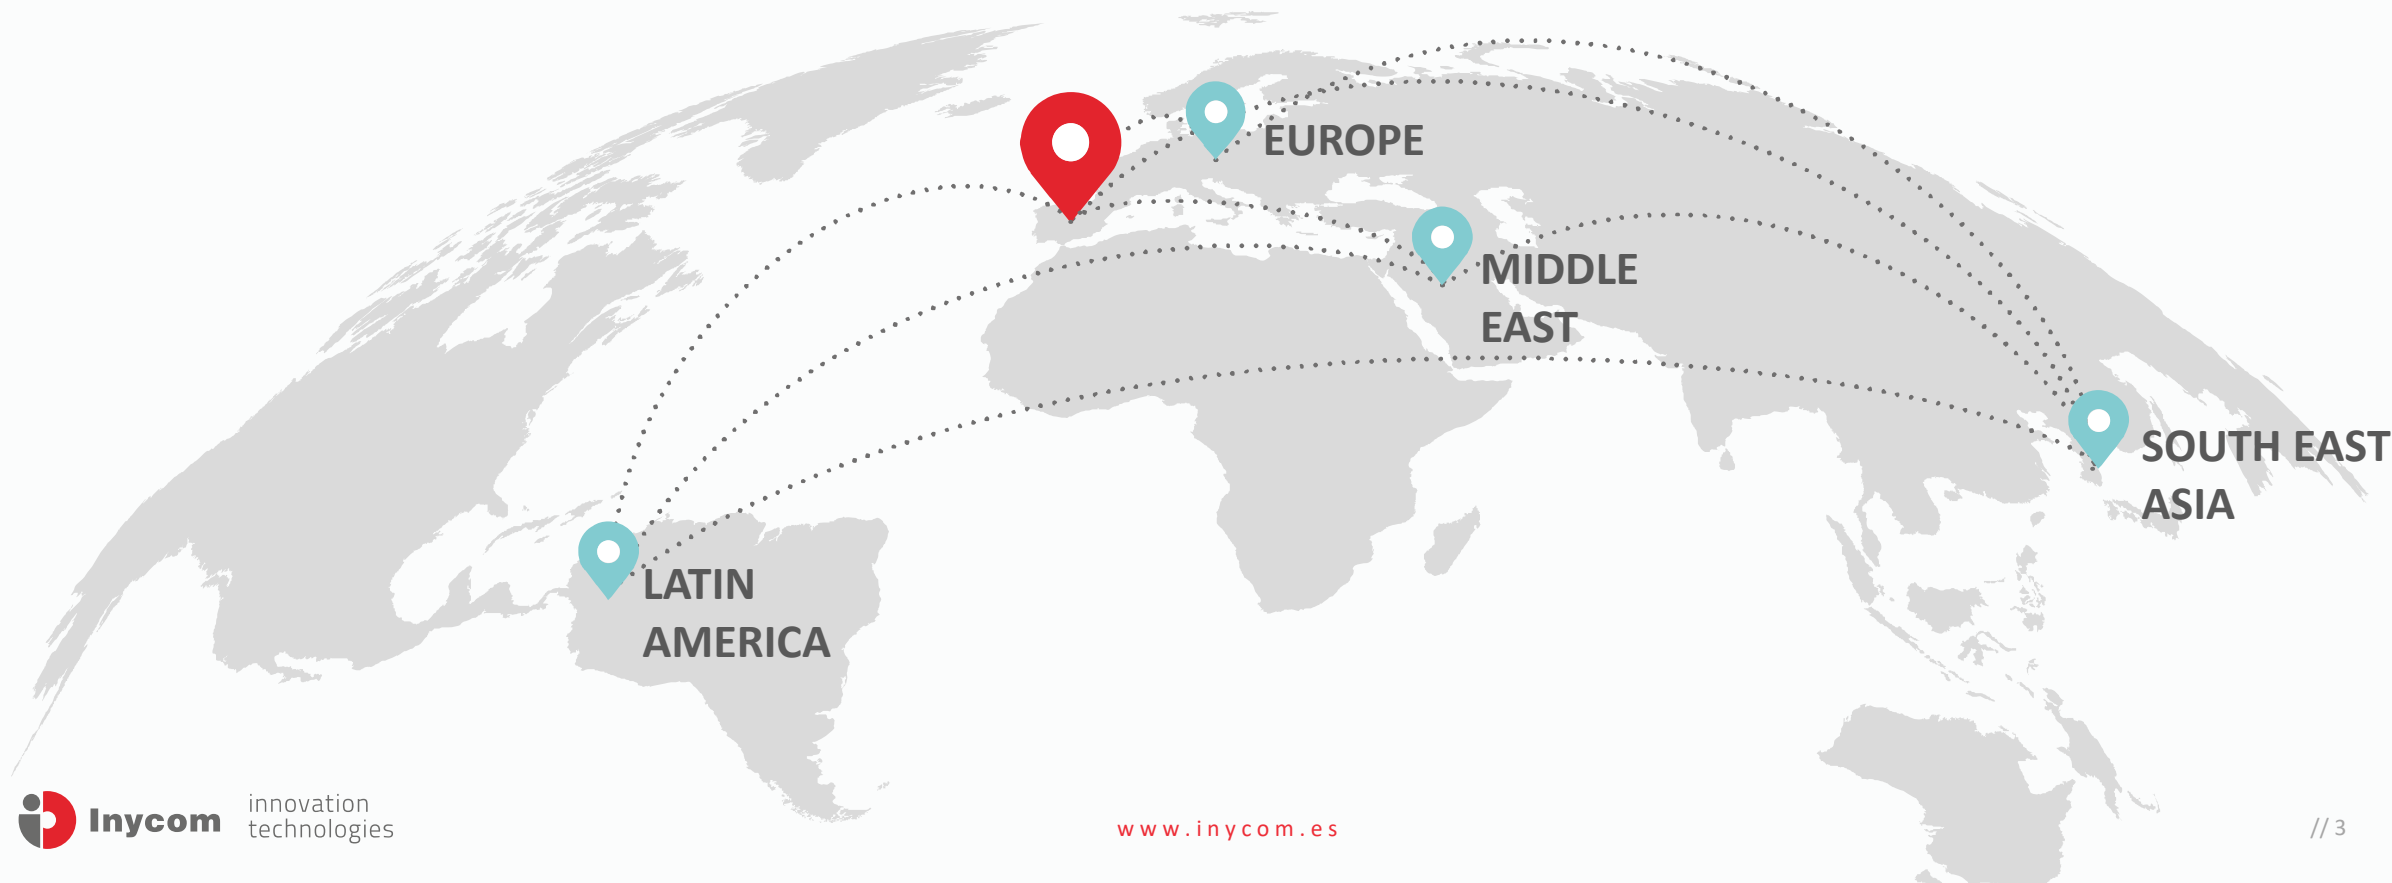 EUROPE
MIDDLE
EAST
SOUTH EAST
ASIA
LATIN
AMERICA
Inycom
innovation
technologies
www.inycom.es
// 3